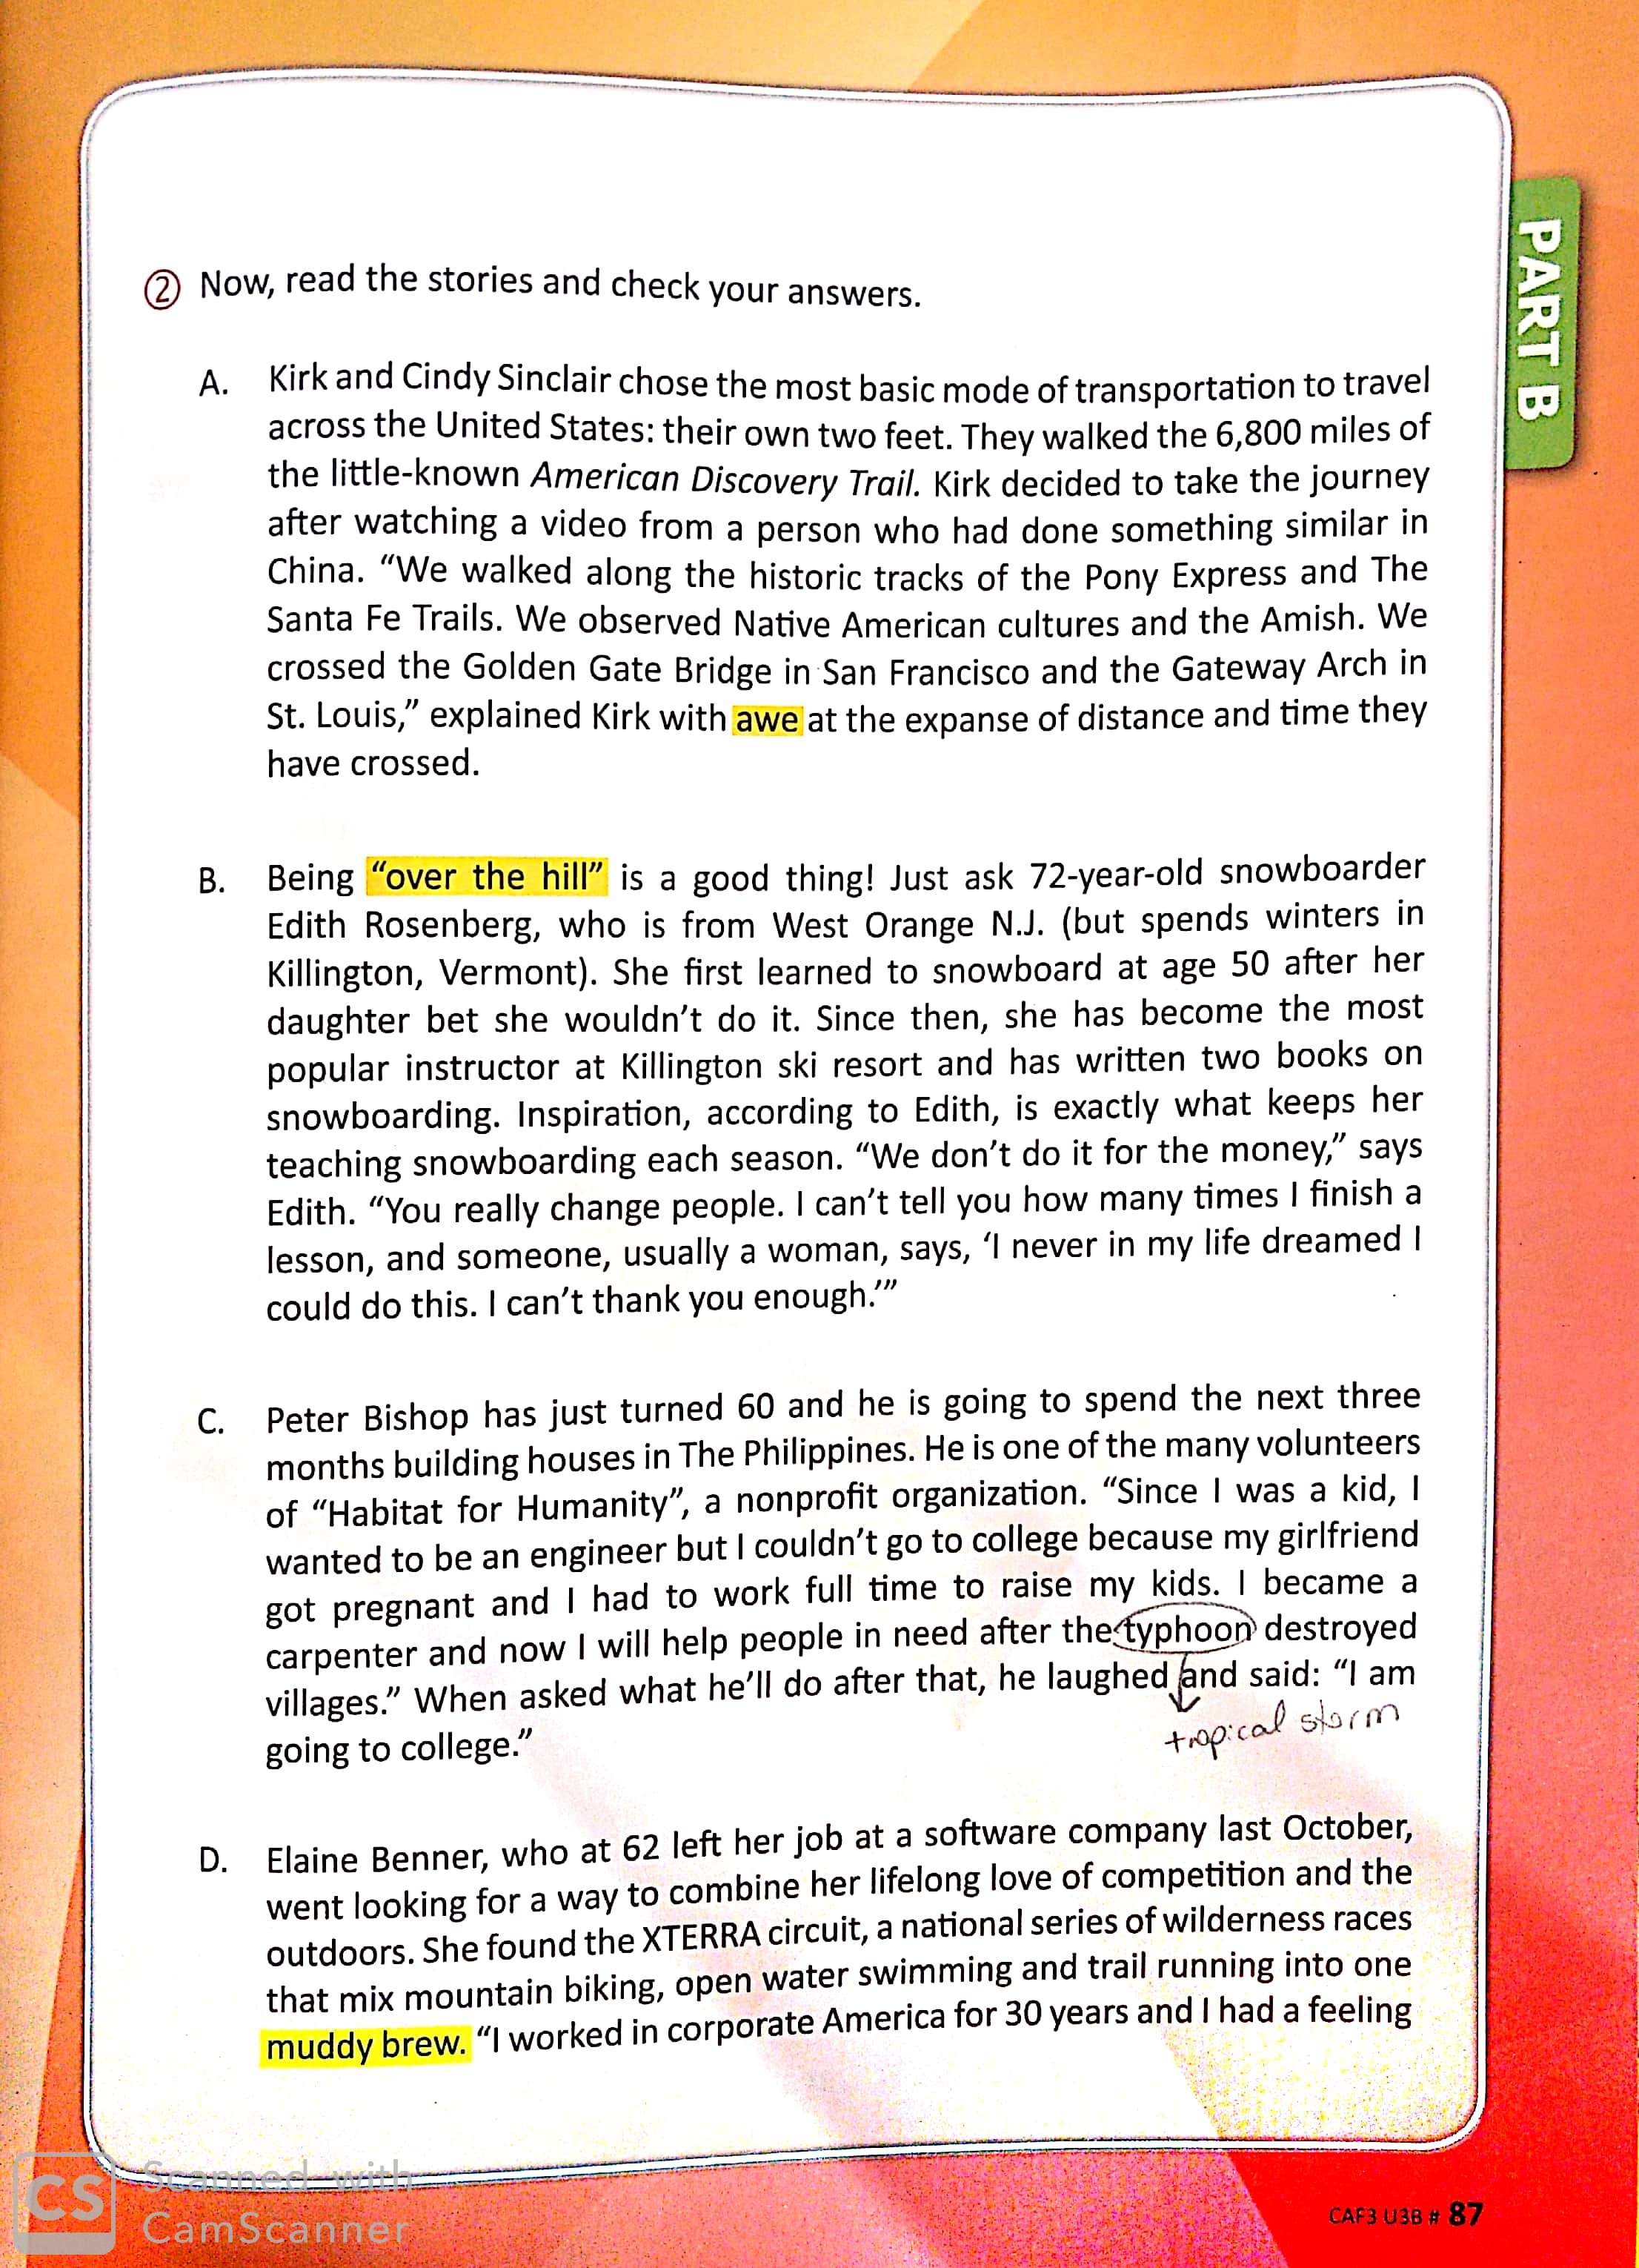 PART B
② Now, read the stories and check your answers.
A. Kirk and Cindy Sinclair chose the most basic mode of transportation to travel
across the United States: their own two feet. They walked the 6,800 miles of
the little-known American Discovery Trail. Kirk decided to take the journey
after watching a video from a person who had done something similar in
China. “We walked along the historic tracks of the Pony Express and The
Santa Fe Trails. We observed Native American cultures and the Amish. We
crossed the Golden Gate Bridge in San Francisco and the Gateway Arch in
St. Louis,” explained Kirk with awe at the expanse of distance and time they
have crossed.
B. Being “over the hill” is a good thing! Just ask 72-year-old snowboarder
Edith Rosenberg, who is from West Orange N.J. (but spends winters in
Killington, Vermont). She first learned to snowboard at age 50 after her
daughter bet she wouldn’t do it. Since then, she has become the most
popular instructor at Killington ski resort and has written two books on
snowboarding. Inspiration, according to Edith, is exactly what keeps her
teaching snowboarding each season. “We don’t do it for the money,” says
Edith. “You really change people. I can’t tell you how many times I finish a
lesson, and someone, usually a woman, says, ‘I never in my life dreamed I
could do this. I can’t thank you enough.’”
C. Peter Bishop has just turned 60 and he is going to spend the next three
months building houses in The Philippines. He is one of the many volunteers
of “Habitat for Humanity”, a nonprofit organization. “Since I was a kid, I
wanted to be an engineer but I couldn’t go to college because my girlfriend
got pregnant and I had to work full time to raise my kids. I became a
carpenter and now I will help people in need after the typhoon destroyed
villages.” When asked what he’ll do after that, he laughed and said: “I am
going to college.”
tropical storm
D. Elaine Benner, who at 62 left her job at a software company last October,
went looking for a way to combine her lifelong love of competition and the
outdoors. She found the XTERRA circuit, a national series of wilderness races
that mix mountain biking, open water swimming and trail running into one
muddy brew. “I worked in corporate America for 30 years and I had a feeling
CS Scanned with
CamScanner
CAF3 U3B # 87